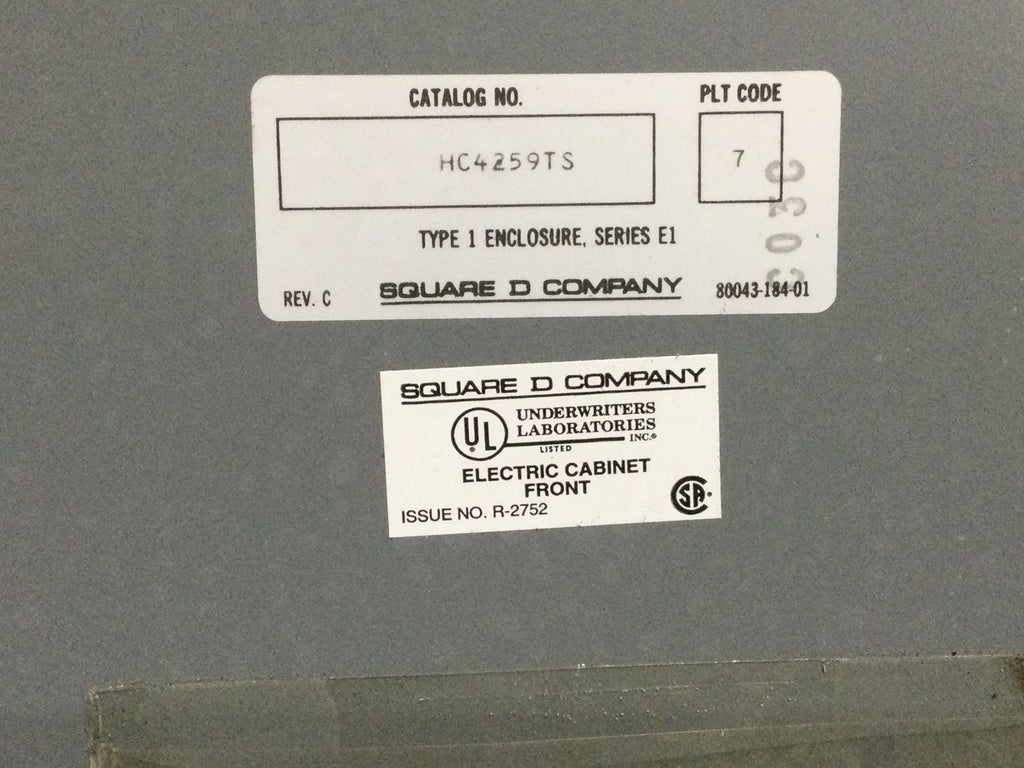 CATALOG NO. PLT CODE
HC4259TS 7
TYPE 1 ENCLOSURE, SERIES E1
REV. C SQUARE D COMPANY 80043-184-01
SQUARE D COMPANY
UL UNDERWRITERS
LABORATORIES
INC.®
LISTED
ELECTRIC CABINET
FRONT
ISSUE NO. R-2752
SA